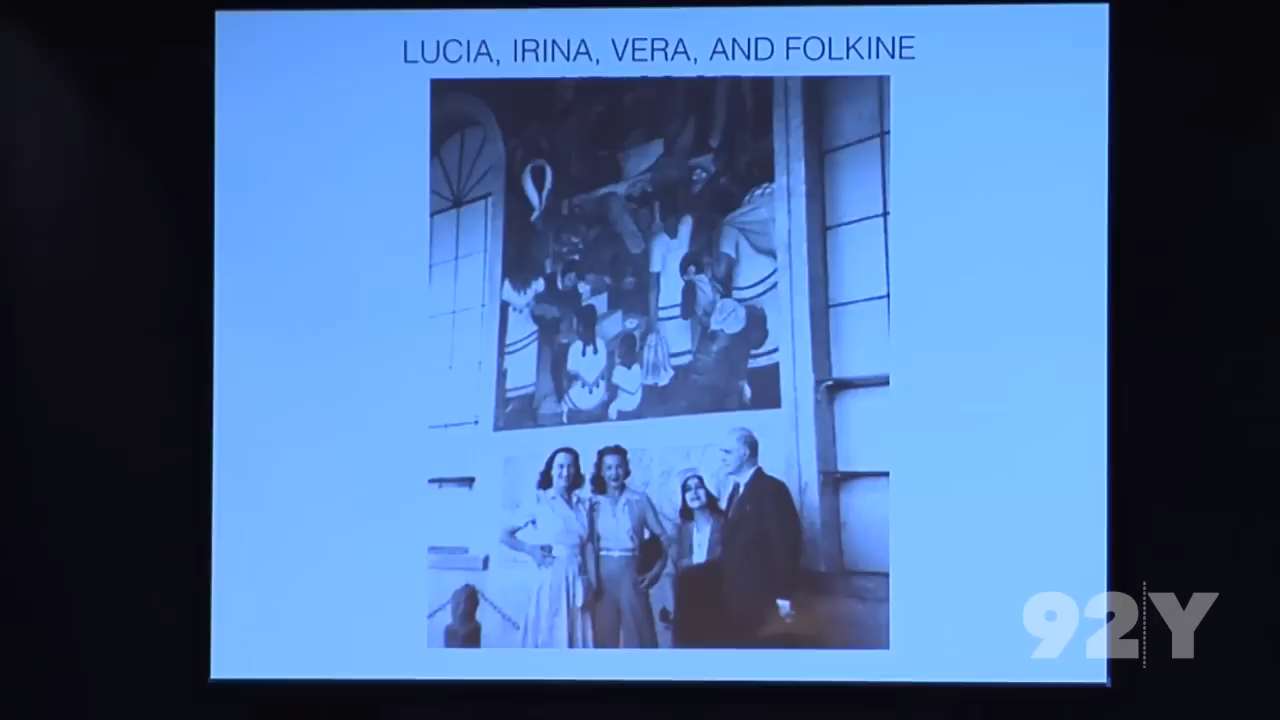 LUCIA, IRINA, VERA, AND FOLKINE
92Y